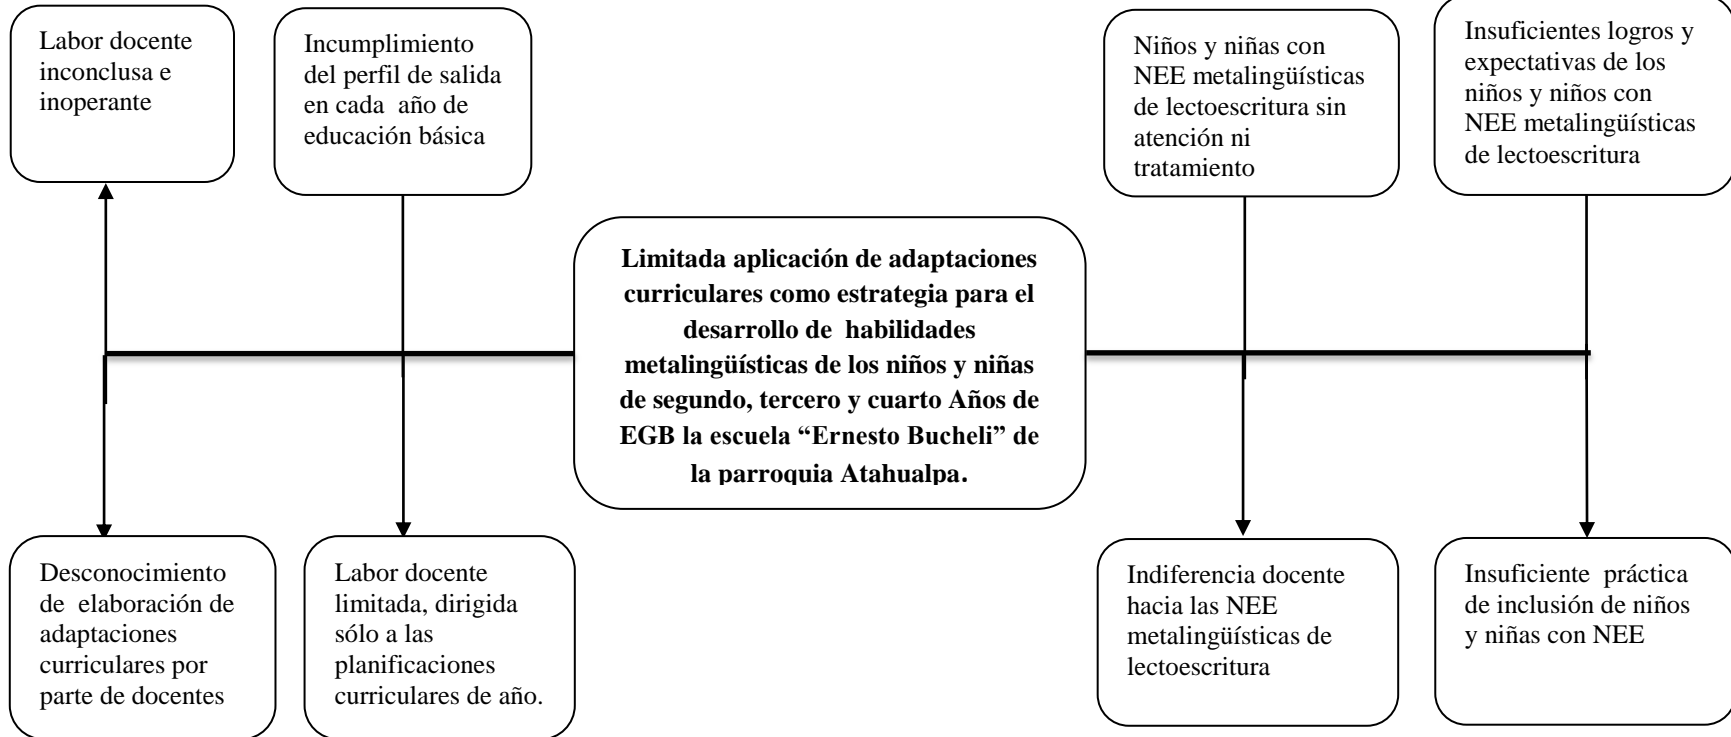 Labor docente
inconclusa e
inoperante
Incumplimiento
del perfil de salida
en cada año de
educación básica
Niños y niñas con
NEE metalingüísticas
de lectoescritura sin
atención ni
tratamiento
Insuficientes logros y
expectativas de los
niños y niños con
NEE metalingüísticas
de lectoescritura
Limitada aplicación de adaptaciones
curriculares como estrategia para el
desarrollo de habilidades
metalingüísticas de los niños y niñas
de segundo, tercero y cuarto Años de
EGB la escuela “Ernesto Bucheli” de
la parroquia Atahualpa.
Desconocimiento
de elaboración de
adaptaciones
curriculares por
parte de docentes
Labor docente
limitada, dirigida
sólo a las
planificaciones
curriculares de año.
Indiferencia docente
hacia las NEE
metalingüísticas de
lectoescritura
Insuficiente práctica
de inclusión de niños
y niñas con NEE